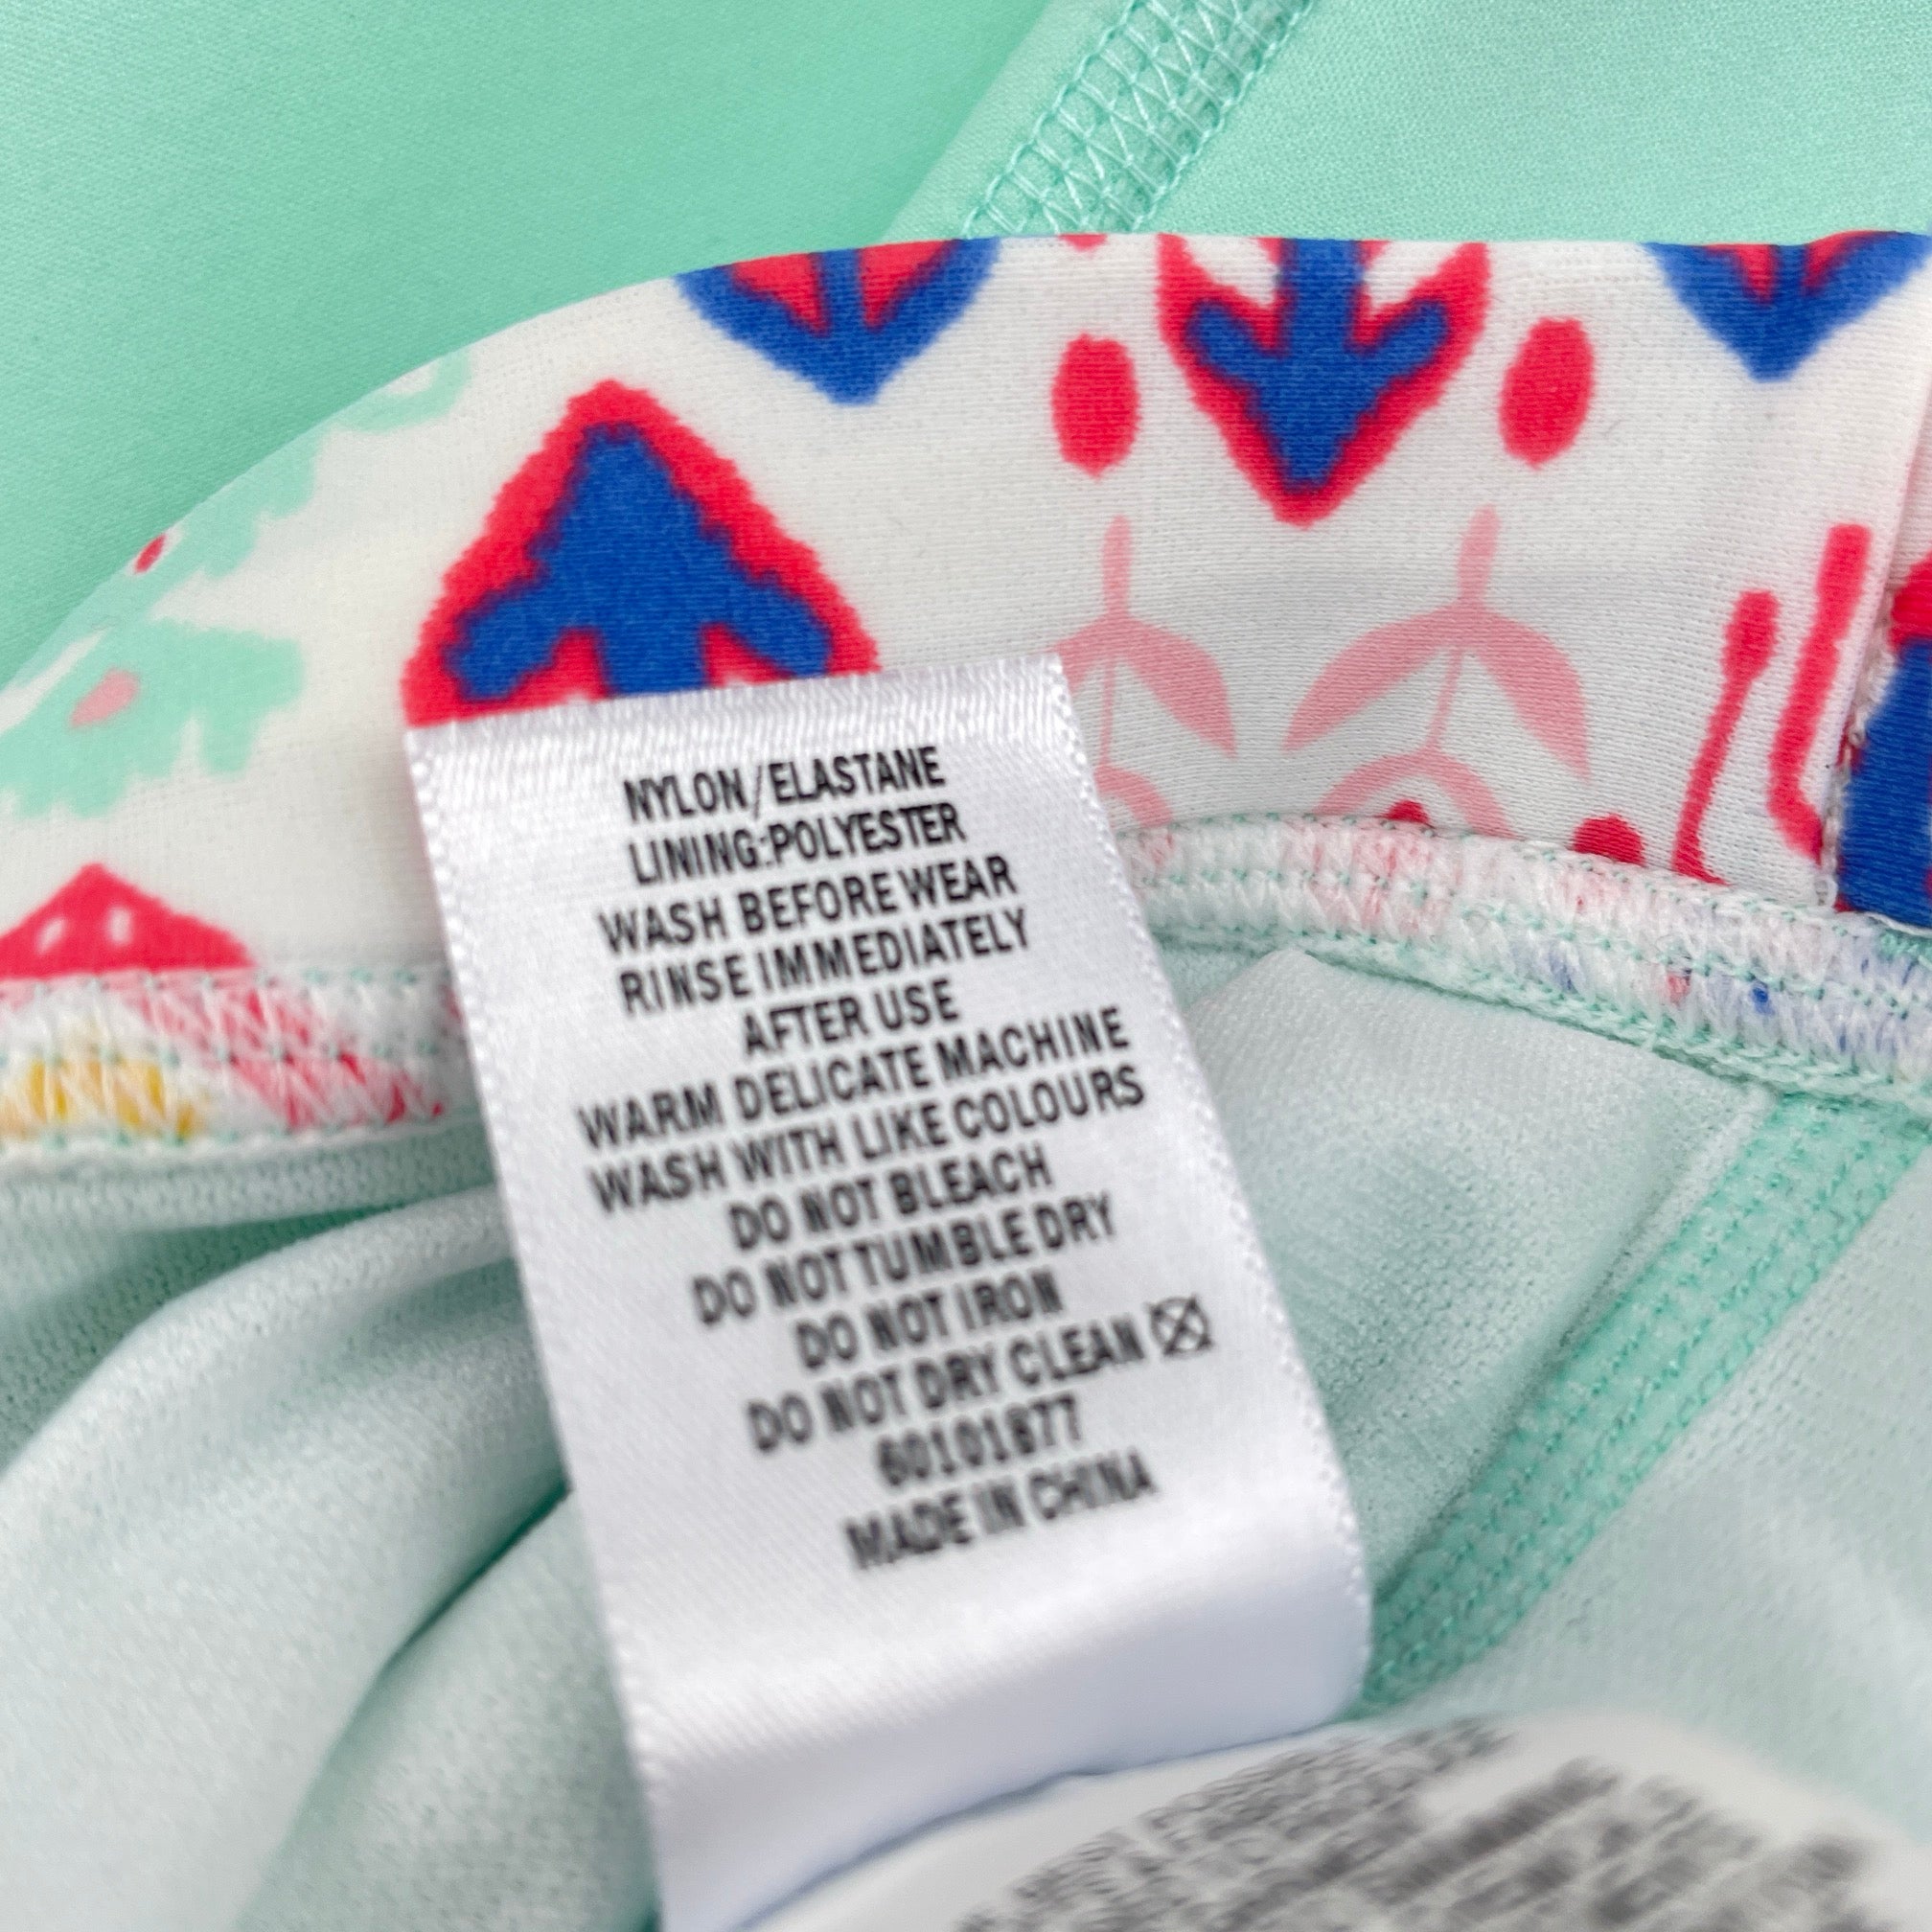 NYLON/ELASTANE
LINING:POLYESTER
WASH BEFORE WEAR
RINSE IMMEDIATELY
AFTER USE
WARM DELICATE MACHINE
WASH WITH LIKE COLOURS
DO NOT BLEACH
DO NOT TUMBLE DRY
DO NOT IRON
DO NOT DRY CLEAN
60101877
MADE IN CHINA